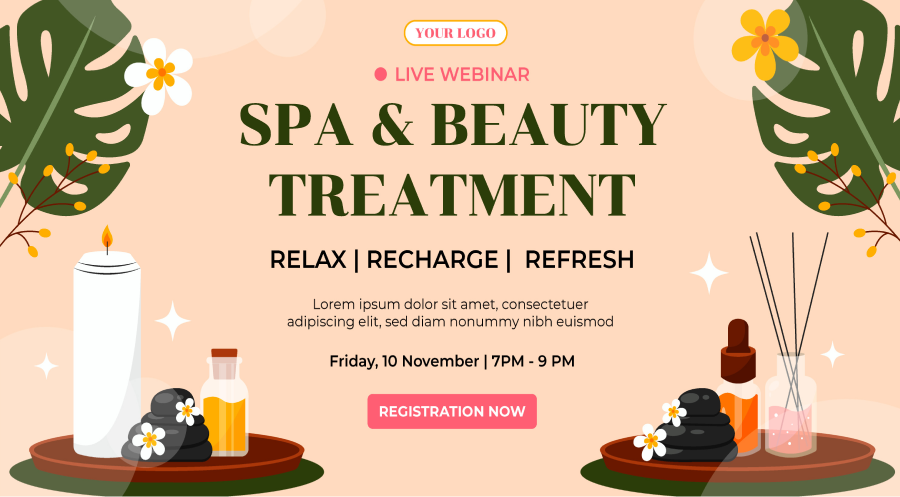 YOUR LOGO
LIVE WEBINAR
SPA & BEAUTY
TREATMENT
RELAX | RECHARGE | REFRESH
Lorem ipsum dolor sit amet, consectetuer
adipiscing elit, sed diam nonummy nibh euismod
Friday, 10 November | 7PM - 9 PM
REGISTRATION NOW